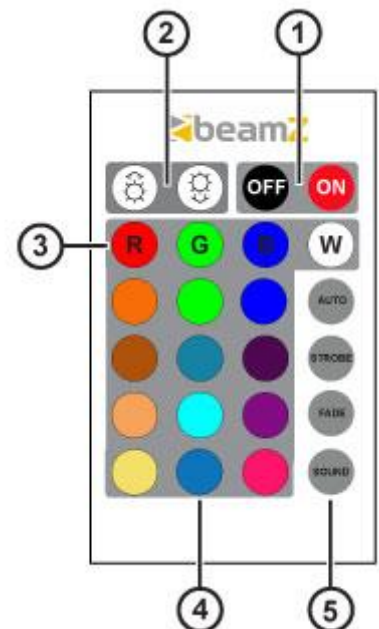 2 1
beamZ
OFF ON
3 R G B W
AUTO
STROBE
FADE
SOUND
4 5